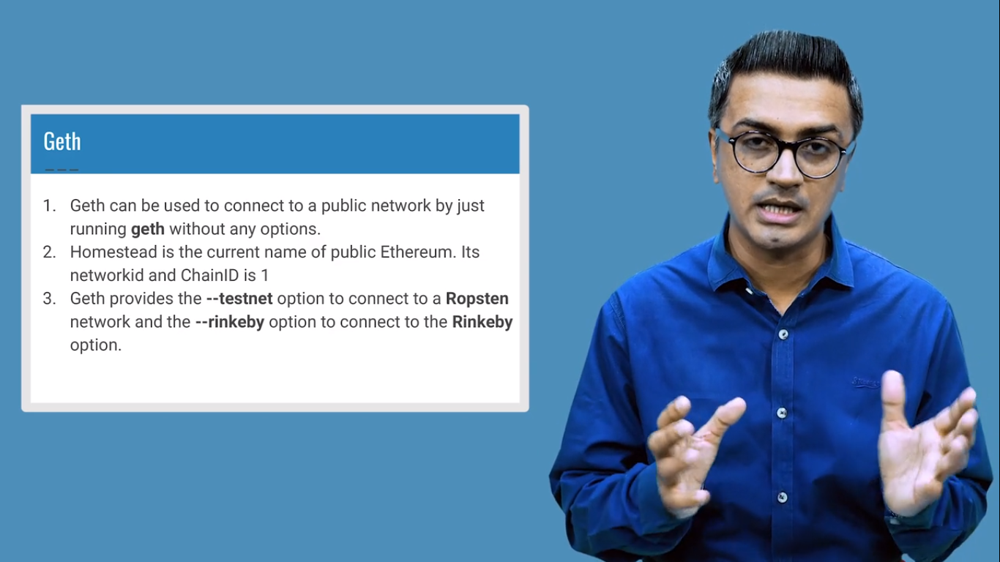 Geth
1. Geth can be used to connect to a public network by just
running geth without any options.
2. Homestead is the current name of public Ethereum. Its
networkid and ChainID is 1
3. Geth provides the --testnet option to connect to a Ropsten
network and the --rinkeby option to connect to the Rinkeby
option.